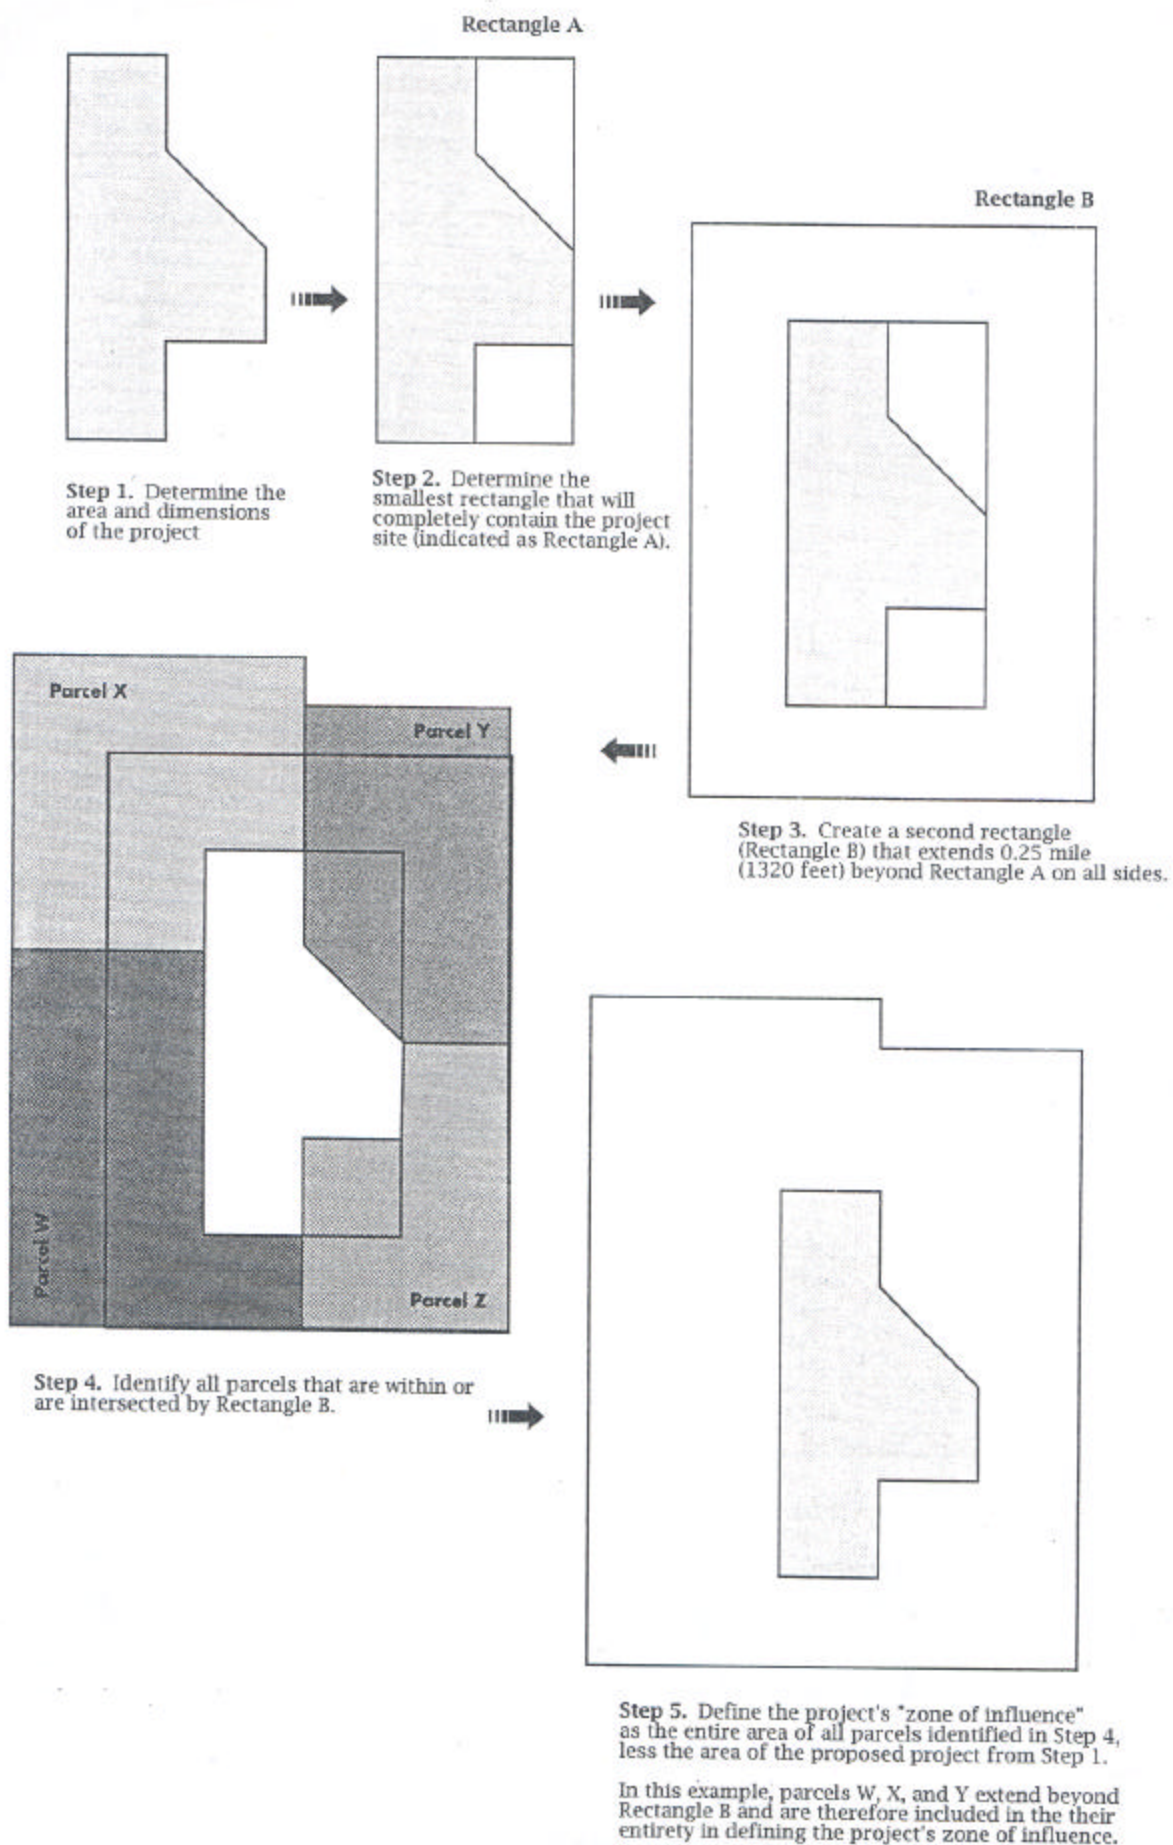 Rectangle A
Step 1. Determine the
area and dimensions
of the project
Step 2. Determine the
smallest rectangle that will
completely contain the project
site (indicated as Rectangle A).
Rectangle B
Step 3. Create a second rectangle
(Rectangle B) that extends 0.25 mile
(1320 feet) beyond Rectangle A on all sides.
Parcel X
Parcel Y
Parcel W
Parcel Z
Step 4. Identify all parcels that are within or
are intersected by Rectangle B.
Step 5. Define the project's "zone of influence"
as the entire area of all parcels identified in Step 4,
less the area of the proposed project from Step 1.
In this example, parcels W, X, and Y extend beyond
Rectangle B and are therefore included in the their
entirety in defining the project's zone of influence.